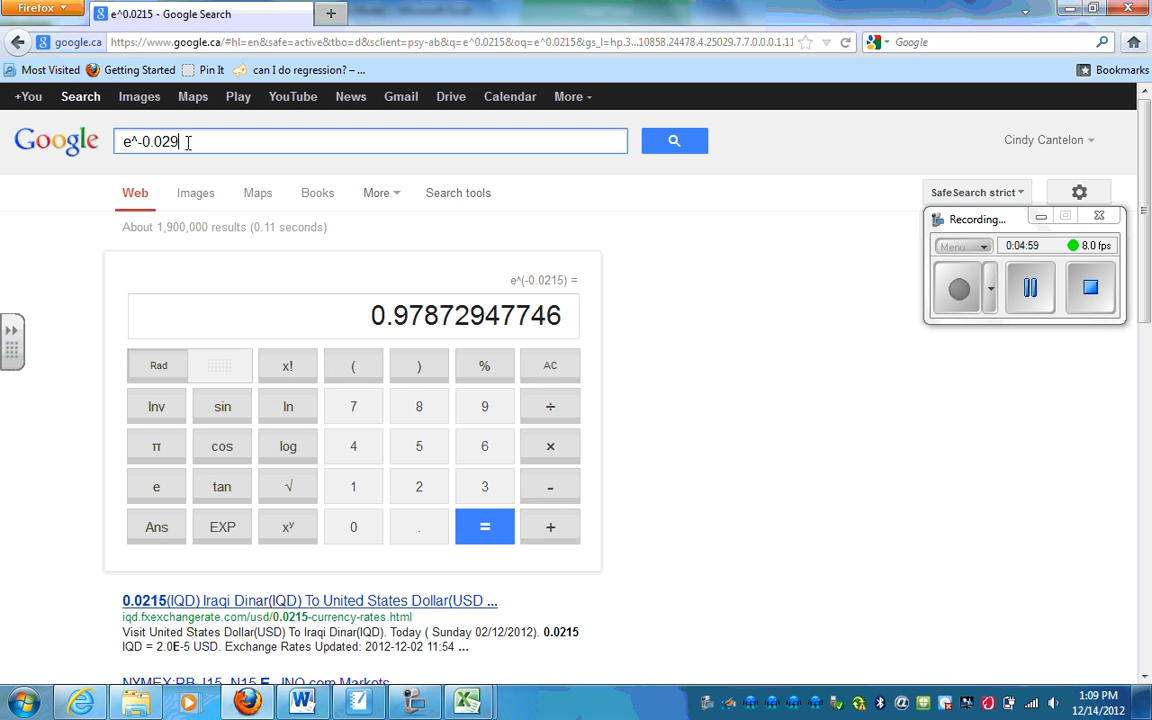 Firefox
e^0.0215 - Google Search
google.ca
https://www.google.ca/#hl=en&safe=active&tbo=d&sclient=psy-ab&q=e^0.0215&oq=e^0.0215&gs_l=hp.3...10858.24478.4.25029.7.7.0.0.0.1.11
Google
Most Visited
Getting Started
Pin It
can I do regression? – ...
Bookmarks
+You Search Images Maps Play YouTube News Gmail Drive Calendar More
Google
e^-0.029
Cindy Cantelon
Web Images Maps Books More Search tools
SafeSearch strict
About 1,900,000 results (0.11 seconds)
Recording...
Menu
0:04:59
8.0 fps
e^(-0.0215) =
0.97872947746
Rad x! ( ) % AC
Inv sin ln 7 8 9 ÷
π cos log 4 5 6 ×
e tan √ 1 2 3 -
Ans EXP xʸ 0 . = +
0.0215(IQD) Iraqi Dinar(IQD) To United States Dollar(USD ...
iqd.fxexchangerate.com/usd/0.0215-currency-rates.html
Visit United States Dollar(USD) To Iraqi Dinar(IQD). Today ( Sunday 02/12/2012). 0.0215
IQD = 2.0E-5 USD. Exchange Rates Updated: 2012-12-02 11:54 ...
1:09 PM
12/14/2012